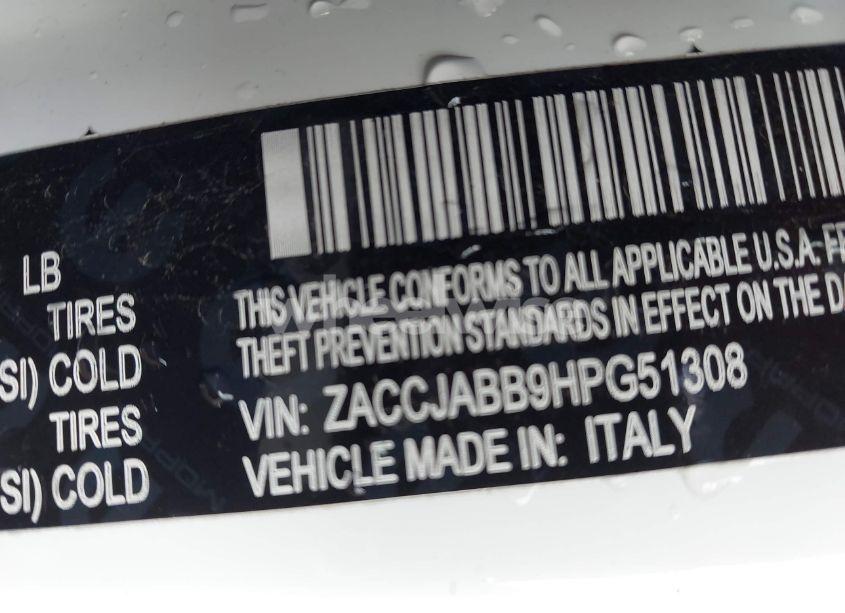 LB
TIRES
SI) COLD
TIRES
SI) COLD
THIS VEHICLE CONFORMS TO ALL APPLICABLE U.S.A. FE
THEFT PREVENTION STANDARDS IN EFFECT ON THE D
VIN: ZACCJABB9HPG51308
VEHICLE MADE IN: ITALY